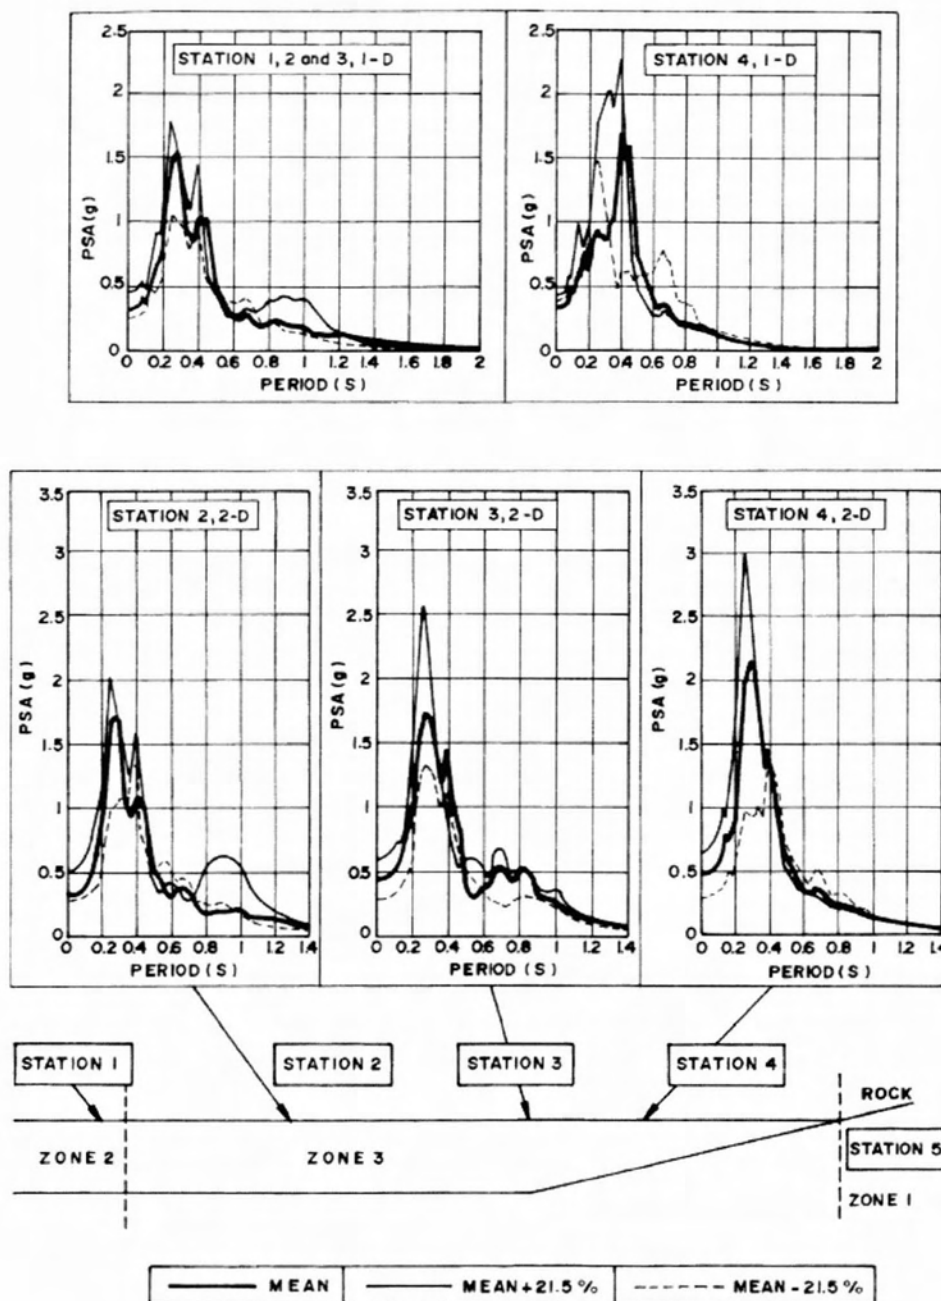 STATION 1, 2 and 3, 1-D
2.5
2
1.5
1
0.5
0
PSA (g)
0 0.2 0.4 0.6 0.8 1 1.2 1.4 1.6 1.8 2
PERIOD (S)
STATION 4, 1-D
2.5
2
1.5
1
0.5
0
PSA (g)
0 0.2 0.4 0.6 0.8 1 1.2 1.4 1.6 1.8 2
PERIOD (S)
STATION 2, 2-D
3.5
3
2.5
2
1.5
1
0.5
0
PSA (g)
0 0.2 0.4 0.6 0.8 1 1.2 1.4
PERIOD (S)
STATION 3, 2-D
3.5
3
2.5
2
1.5
1
0.5
0
PSA (g)
0 0.2 0.4 0.6 0.8 1 1.2 1.4
PERIOD (S)
STATION 4, 2-D
3.5
3
2.5
2
1.5
1
0.5
0
PSA (g)
0 0.2 0.4 0.6 0.8 1 1.2 1.4
PERIOD (S)
STATION 1
STATION 2
STATION 3
STATION 4
ROCK
ZONE 2
ZONE 3
STATION 5
ZONE 1
MEAN
MEAN + 21.5 %
MEAN - 21.5 %